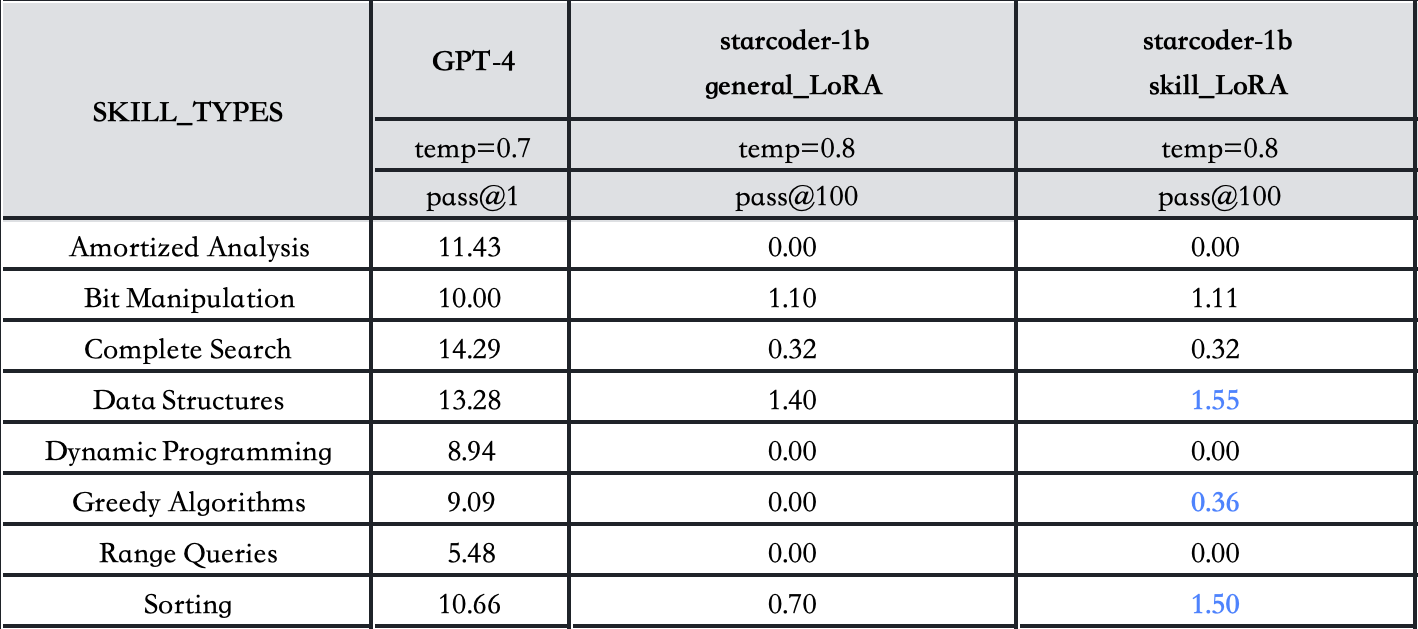 SKILL_TYPES GPT-4 starcoder-1b general_LoRA starcoder-1b skill_LoRA
temp=0.7 temp=0.8 temp=0.8
pass@1 pass@100 pass@100
Amortized Analysis 11.43 0.00 0.00
Bit Manipulation 10.00 1.10 1.11
Complete Search 14.29 0.32 0.32
Data Structures 13.28 1.40 1.55
Dynamic Programming 8.94 0.00 0.00
Greedy Algorithms 9.09 0.00 0.36
Range Queries 5.48 0.00 0.00
Sorting 10.66 0.70 1.50